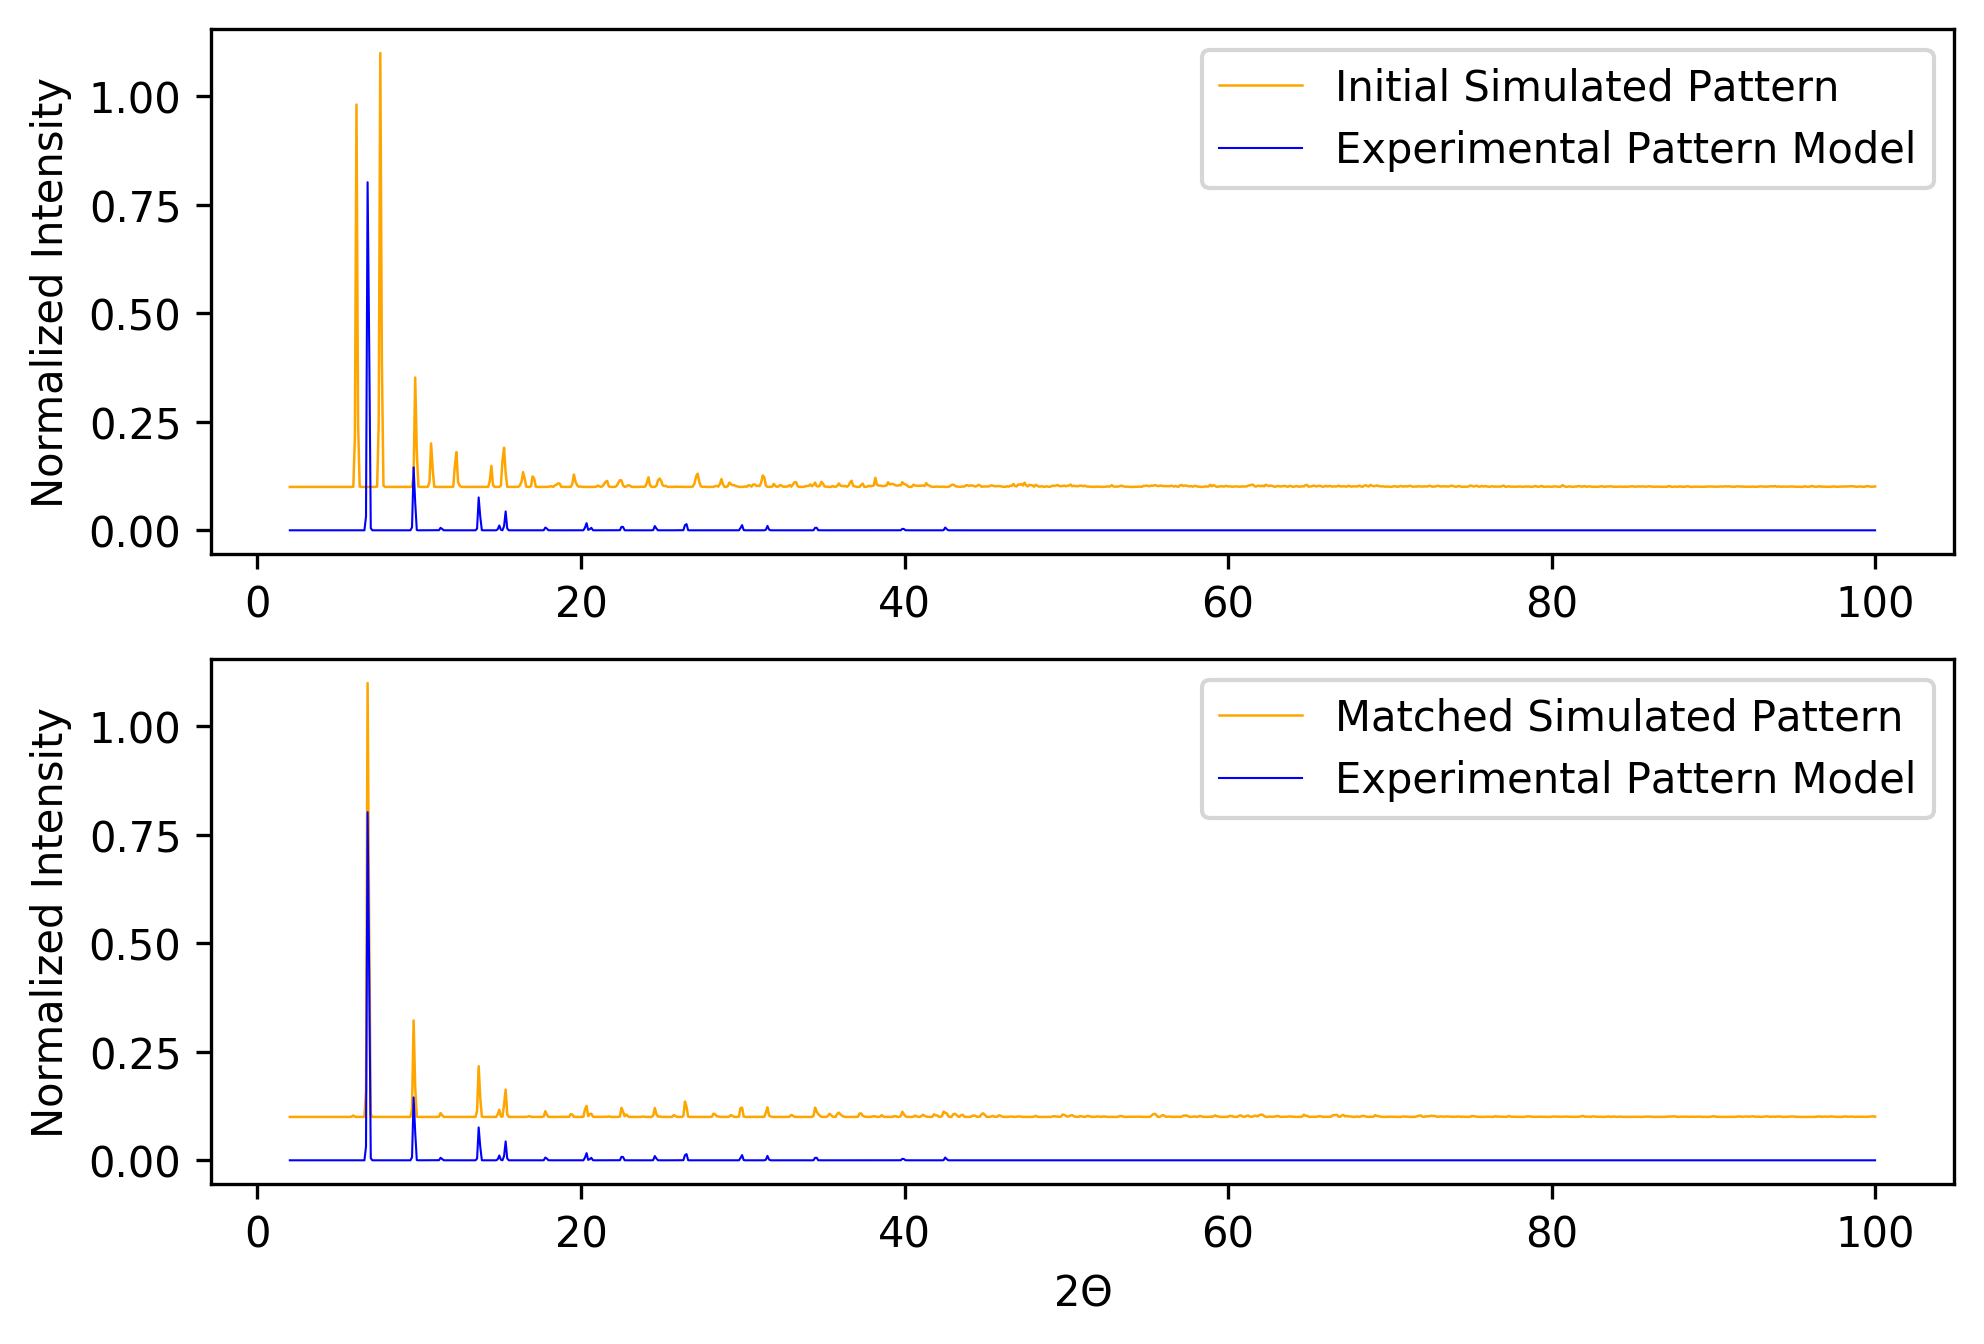 Normalized Intensity
1.00
0.75
0.50
0.25
0.00
Initial Simulated Pattern
Experimental Pattern Model
0 20 40 60 80 100
Normalized Intensity
1.00
0.75
0.50
0.25
0.00
Matched Simulated Pattern
Experimental Pattern Model
0 20 40 60 80 100
2Θ